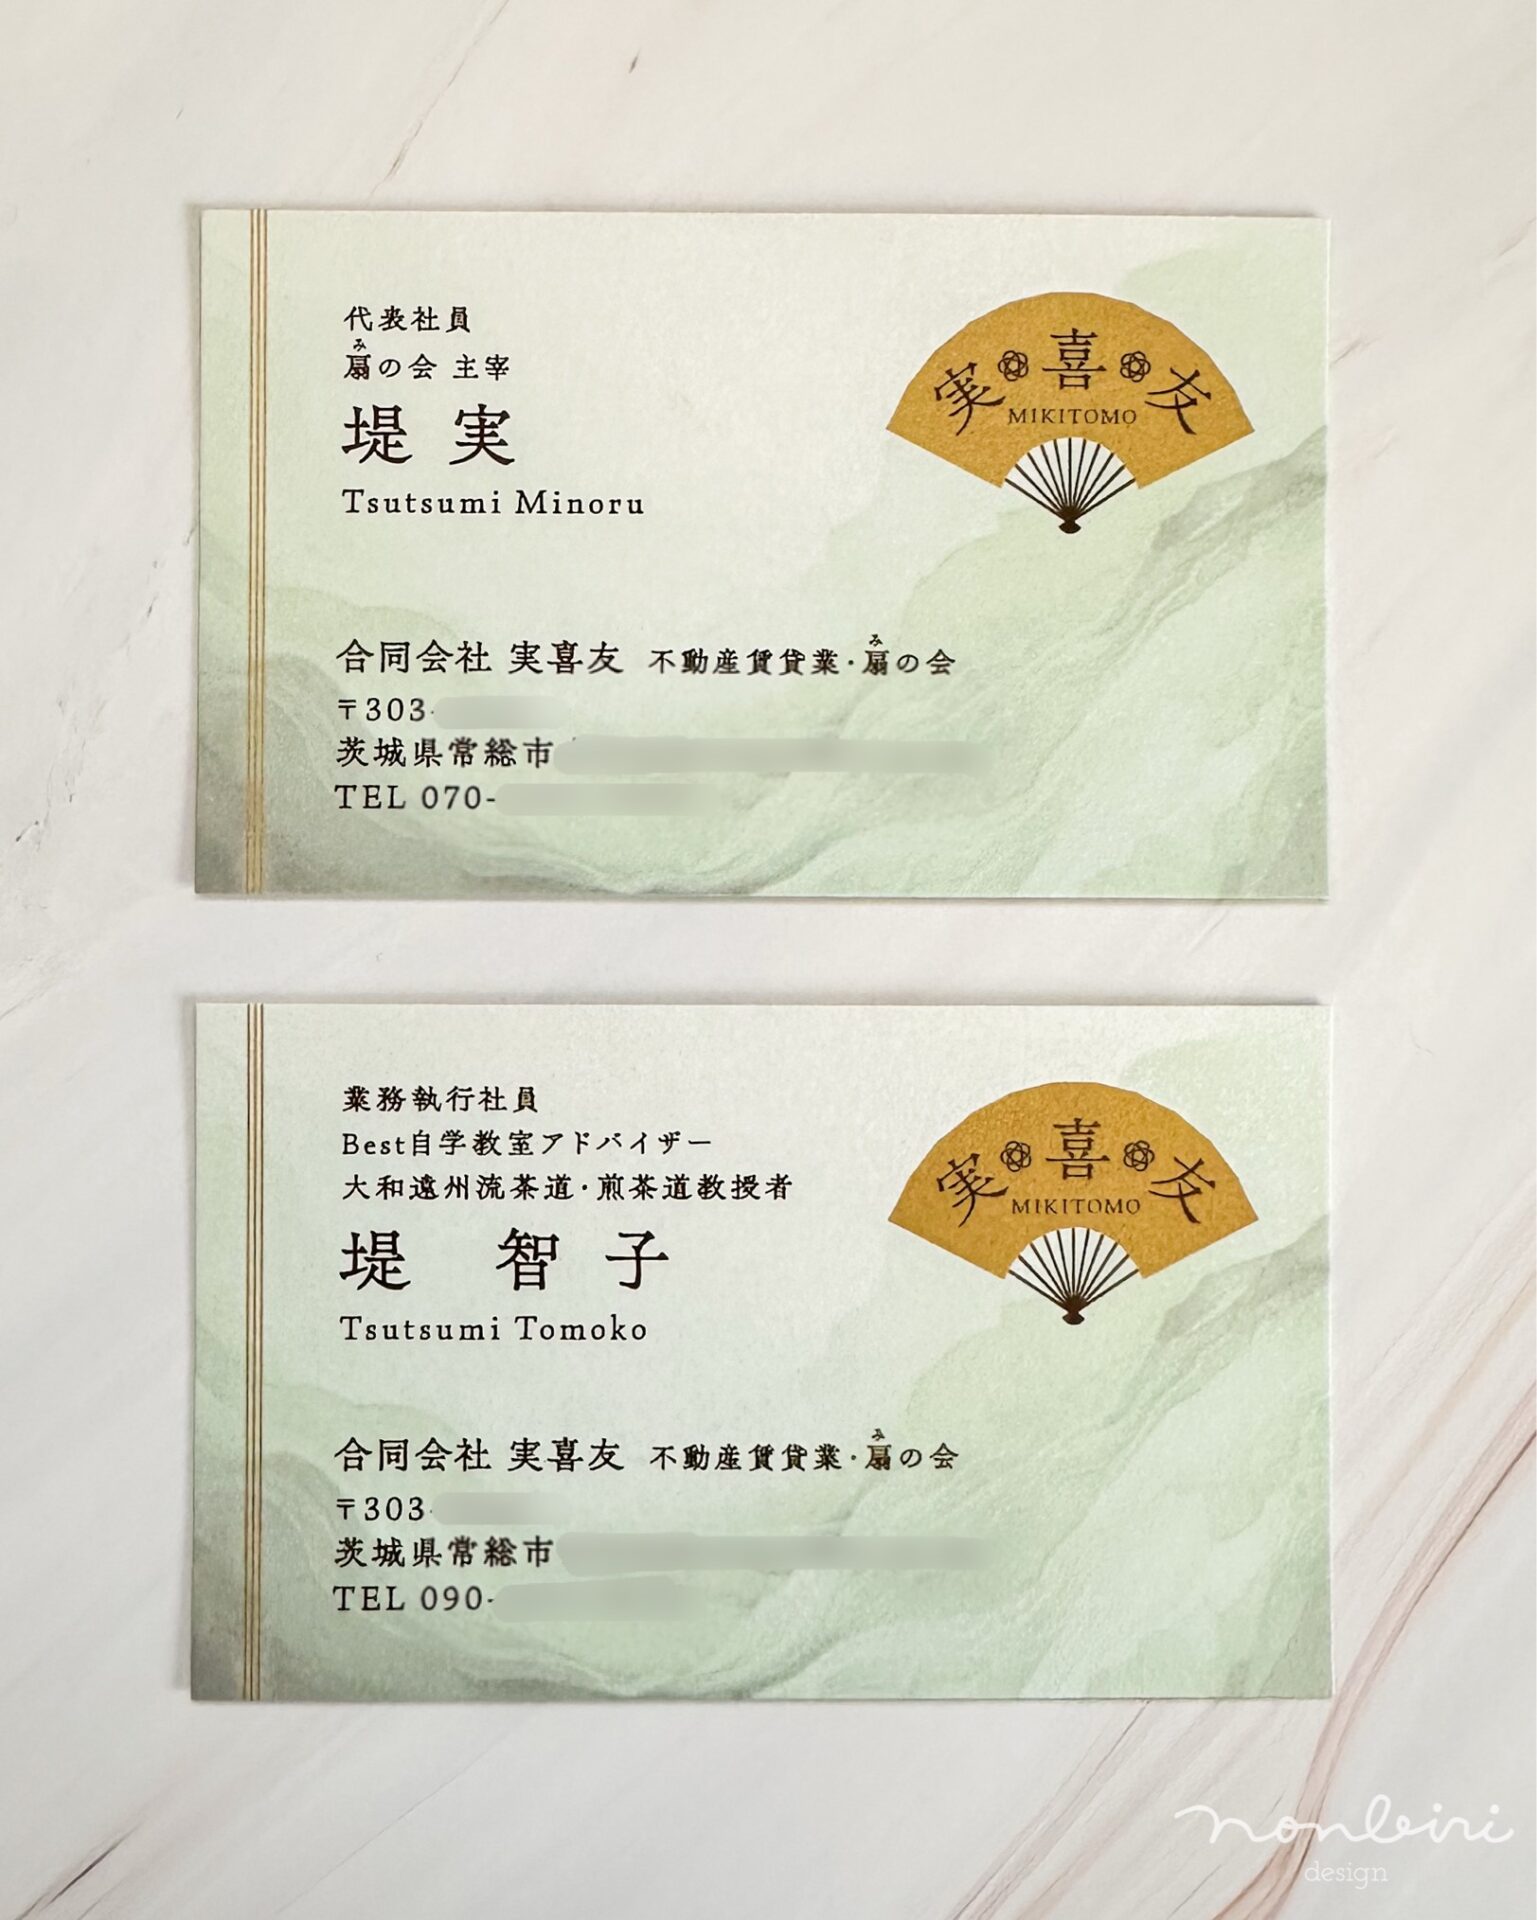 代表社員
扇の会 主宰
み
堤 実
Tsutsumi Minoru
実 喜 友
MIKITOMO
合同会社 実喜友 不動産賃貸業・扇の会
み
〒303-
茨城県常総市
TEL 070-
業務執行社員
Best自学教室アドバイザー
大和遠州流茶道・煎茶道教授者
堤 智子
Tsutsumi Tomoko
実 喜 友
MIKITOMO
合同会社 実喜友 不動産賃貸業・扇の会
み
〒303-
茨城県常総市
TEL 090-
nonbiri
design